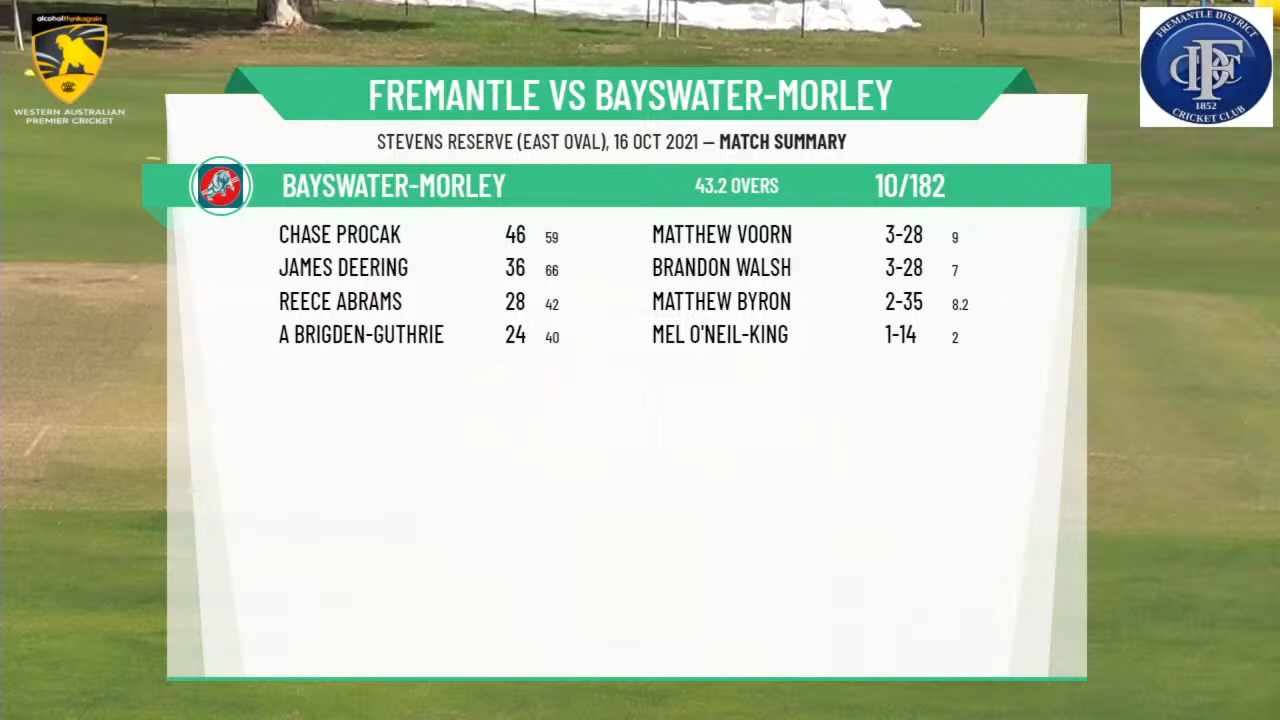 alcoholthinkagain
WESTERN AUSTRALIAN
PREMIER CRICKET
FREMANTLE DISTRICT
CRICKET CLUB
1852
FREMANTLE VS BAYSWATER-MORLEY
STEVENS RESERVE (EAST OVAL), 16 OCT 2021 – MATCH SUMMARY
BAYSWATER-MORLEY 43.2 OVERS 10/182
CHASE PROCAK 46 59 MATTHEW VOORN 3-28 9
JAMES DEERING 36 66 BRANDON WALSH 3-28 7
REECE ABRAMS 28 42 MATTHEW BYRON 2-35 8.2
A BRIGDEN-GUTHRIE 24 40 MEL O'NEIL-KING 1-14 2